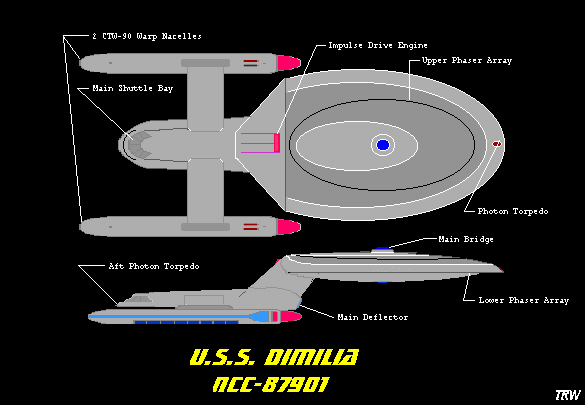 2 CTW-90 Warp Nacelles
Impulse Drive Engine
Upper Phaser Array
Main Shuttle Bay
Photon Torpedo
Main Bridge
Aft Photon Torpedo
Lower Phaser Array
Main Deflector
U.S.S. DIMILIA
NCC-87901
TRW